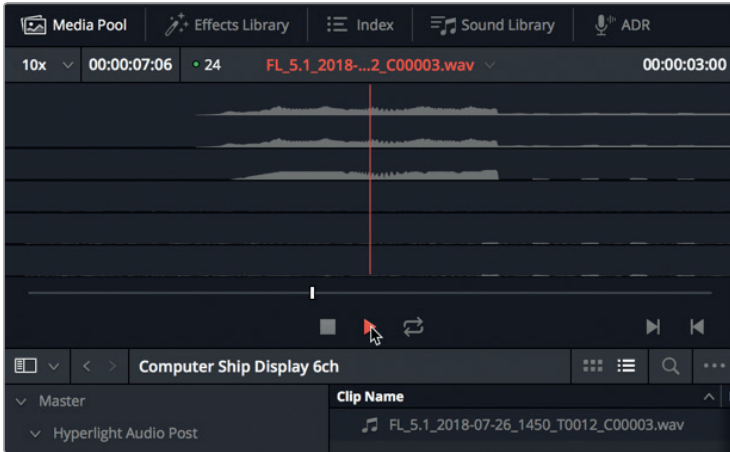 Media Pool Effects Library Index Sound Library ADR
10x 00:00:07:06 24 FL_5.1_2018-...2_C00003.wav 00:00:03:00
Computer Ship Display 6ch
Master Clip Name
FL_5.1_2018-07-26_1450_T0012_C00003.wav
Hyperlight Audio Post